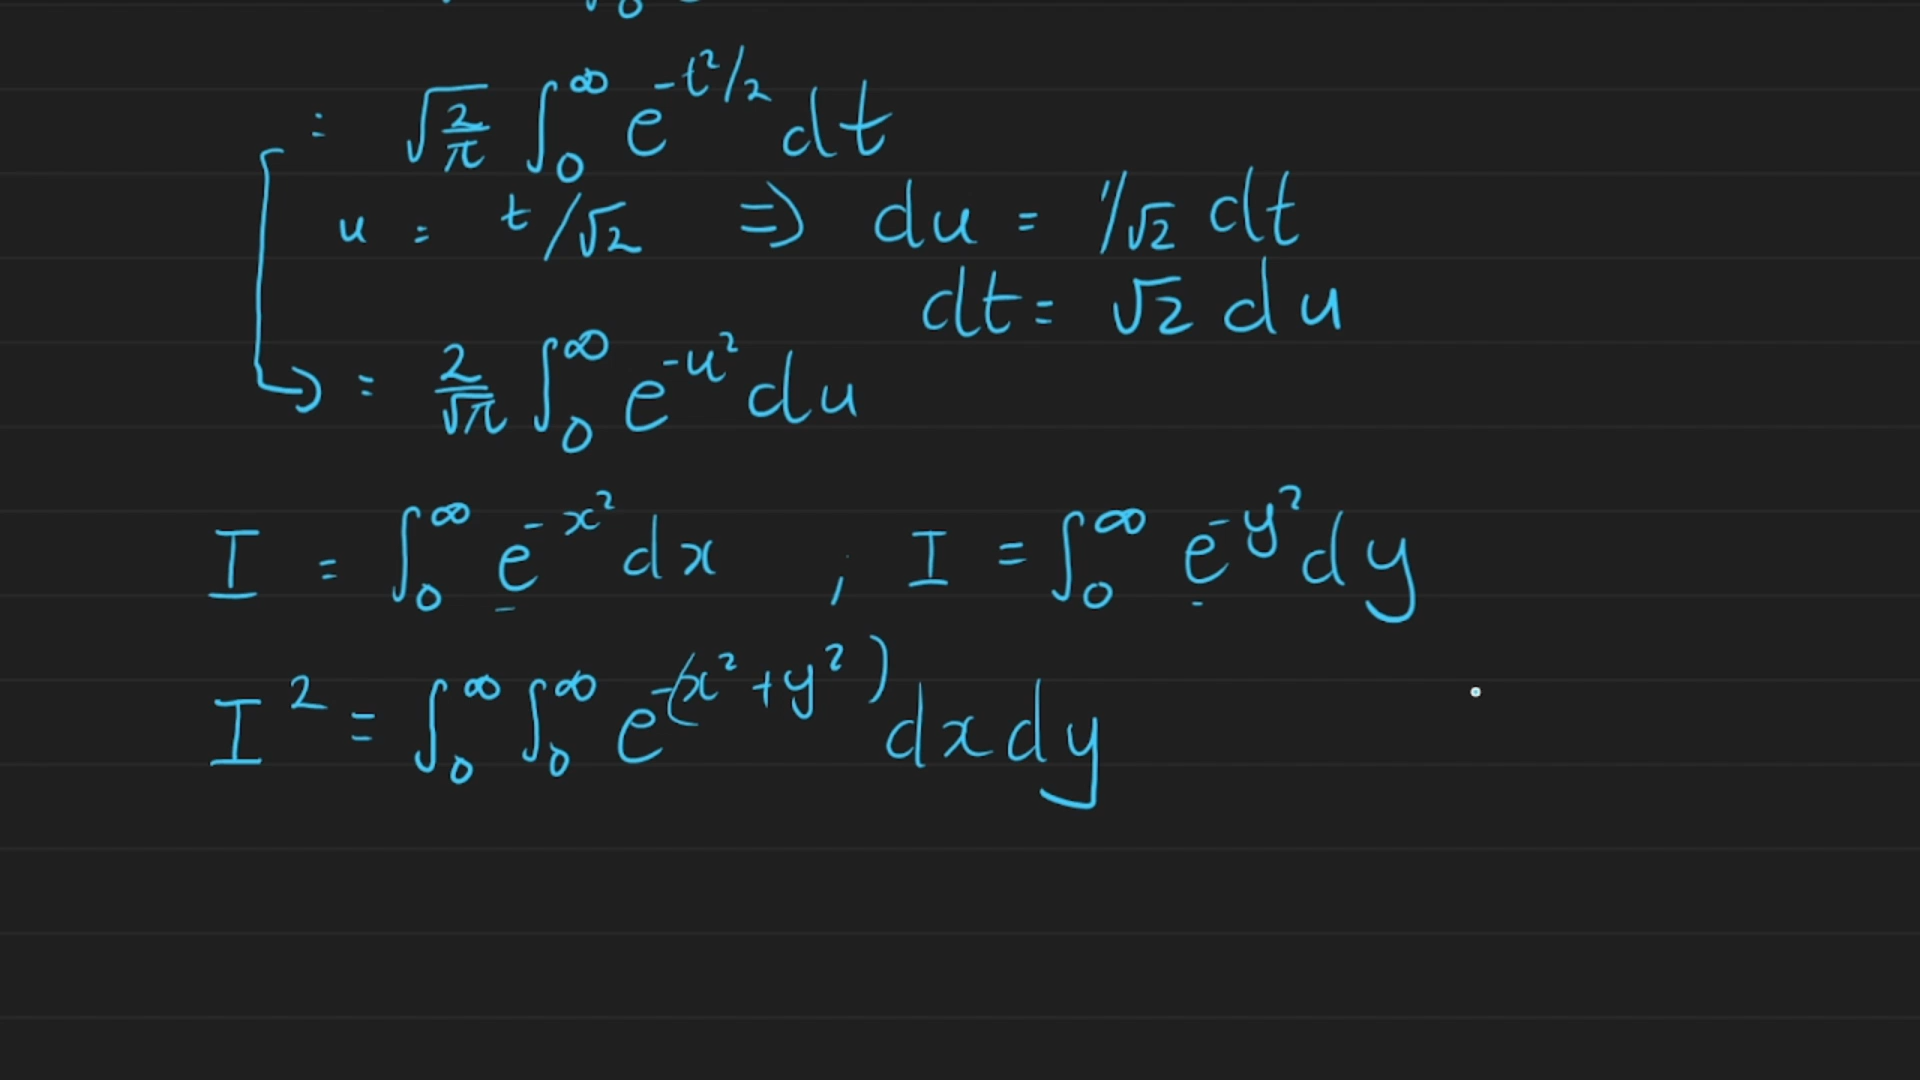 = √(2/π) ∫₀^∞ e^(-t²/2) dt
u = t/√2 ⇒ du = 1/√2 dt
dt = √2 du
= 2/√π ∫₀^∞ e^(-u²) du
I = ∫₀^∞ e^(-x²) dx ; I = ∫₀^∞ e^(-y²) dy
I² = ∫₀^∞ ∫₀^∞ e^(-(x²+y²)) dx dy